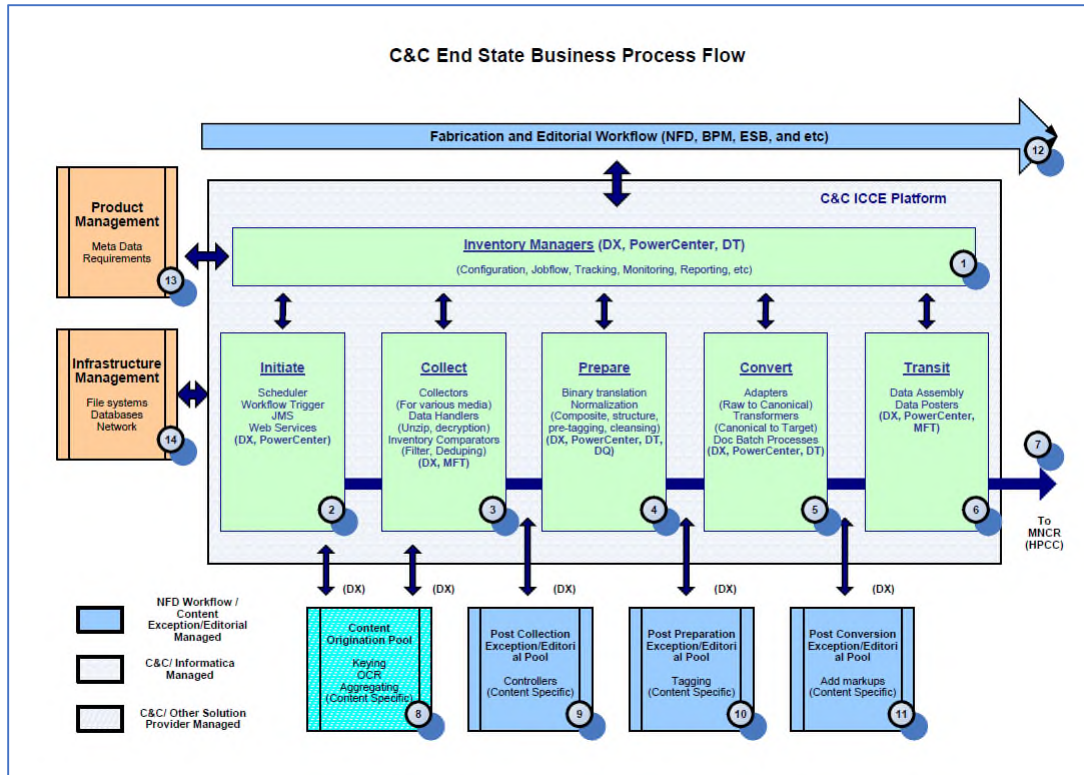 C&C End State Business Process Flow
Fabrication and Editorial Workflow (NFD, BPM, ESB, and etc)
12
C&C ICCE Platform
Product
Management
Meta Data
Requirements
13
Inventory Managers (DX, PowerCenter, DT)
(Configuration, Jobflow, Tracking, Monitoring, Reporting, etc)
1
Infrastructure
Management
File systems
Databases
Network
14
Initiate
Scheduler
Workflow Trigger
JMS
Web Services
(DX, PowerCenter)
2
Collect
Collectors
(For various media)
Data Handlers
(Unzip, decryption)
Inventory Comparators
(Filter, Deduping)
(DX, MFT)
3
Prepare
Binary translation
Normalization
(Composite, structure,
pre-tagging, cleansing)
(DX, PowerCenter, DT,
DQ)
4
Convert
Adapters
(Raw to Canonical)
Transformers
(Canonical to Target)
Doc Batch Processes
(DX, PowerCenter, DT)
5
Transit
Data Assembly
Data Posters
(DX, PowerCenter,
MFT)
6
7
To
MNCR
(HPCC)
(DX)
(DX)
(DX)
(DX)
(DX)
NFD Workflow /
Content
Exception/Editorial
Managed
C&C/ Informatica
Managed
C&C/ Other Solution
Provider Managed
Content
Origination Pool
Keying
OCR
Aggregating
(Content Specific)
8
Post Collection
Exception/Editori
al Pool
Controllers
(Content Specific)
9
Post Preparation
Exception/Editori
al Pool
Tagging
(Content Specific)
10
Post Conversion
Exception/Editori
al Pool
Add markups
(Content Specific)
11